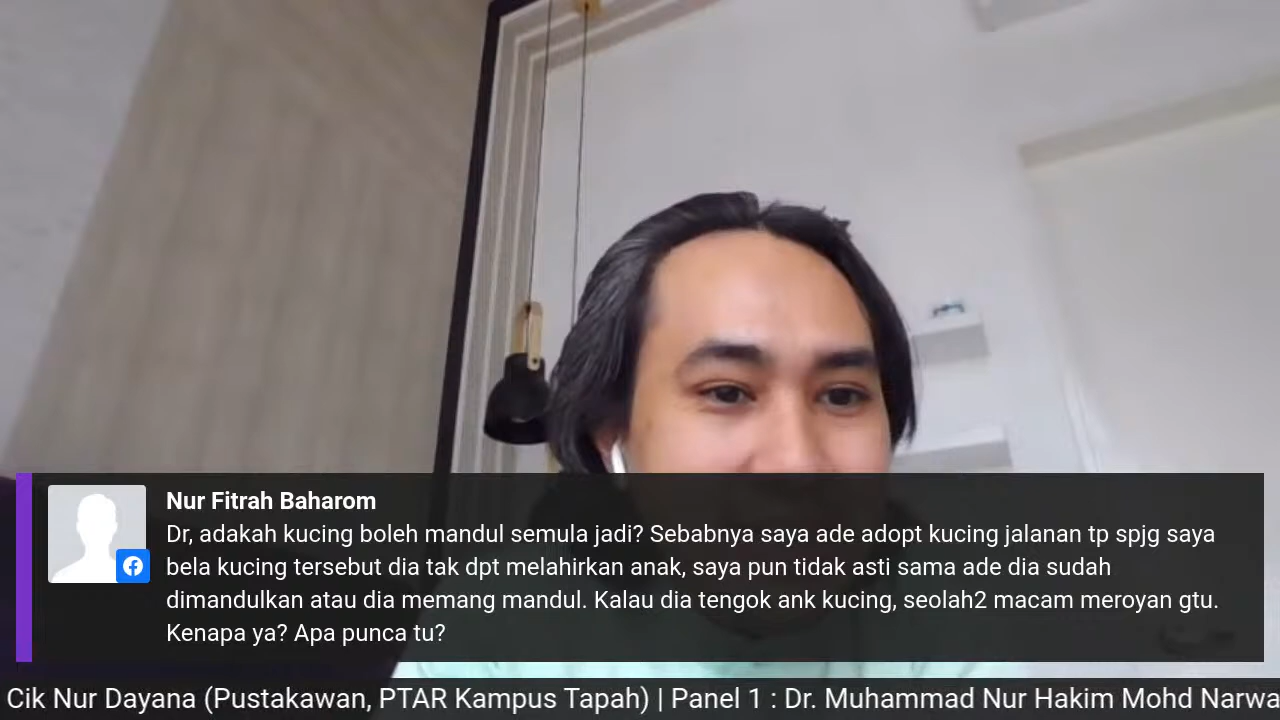 Nur Fitrah Baharom
Dr, adakah kucing boleh mandul semula jadi? Sebabnya saya ade adopt kucing jalanan tp spjg saya
bela kucing tersebut dia tak dpt melahirkan anak, saya pun tidak asti sama ade dia sudah
dimandulkan atau dia memang mandul. Kalau dia tengok ank kucing, seolah2 macam meroyan gtu.
Kenapa ya? Apa punca tu?
Cik Nur Dayana (Pustakawan, PTAR Kampus Tapah) | Panel 1 : Dr. Muhammad Nur Hakim Mohd Narwa